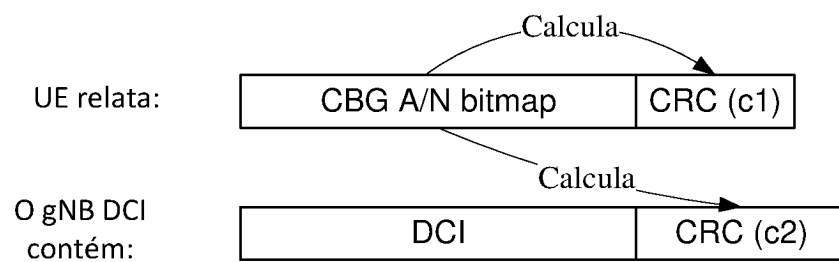 Calcula
UE relata:
CBG A/N bitmap
CRC (c1)
Calcula
O gNB DCI
contém:
DCI
CRC (c2)